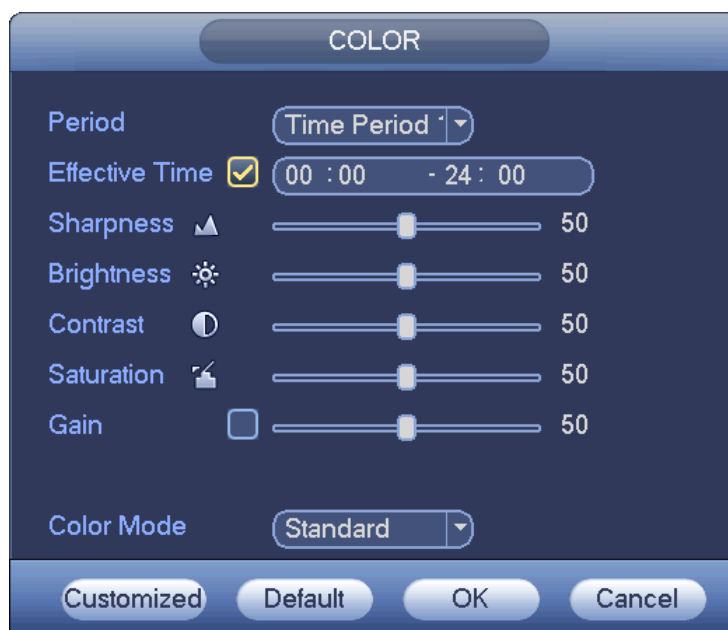 COLOR
Period Time Period 1
Effective Time 00 :00 - 24 : 00
Sharpness 50
Brightness 50
Contrast 50
Saturation 50
Gain 50
Color Mode Standard
Customized Default OK Cancel